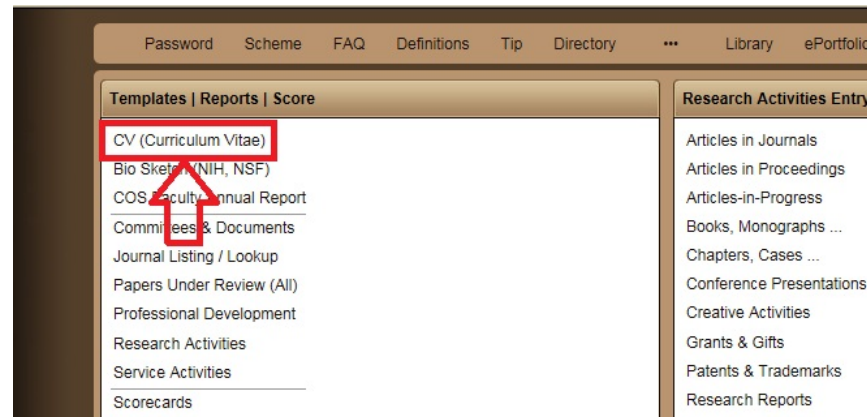 Password Scheme FAQ Definitions Tip Directory ... Library ePortfolio
Templates | Reports | Score
CV (Curriculum Vitae)
Bio Sketch (NIH, NSF)
COS Faculty Annual Report
Committees & Documents
Journal Listing / Lookup
Papers Under Review (All)
Professional Development
Research Activities
Service Activities
Scorecards
Research Activities Entry
Articles in Journals
Articles in Proceedings
Articles-in-Progress
Books, Monographs ...
Chapters, Cases ...
Conference Presentations
Creative Activities
Grants & Gifts
Patents & Trademarks
Research Reports